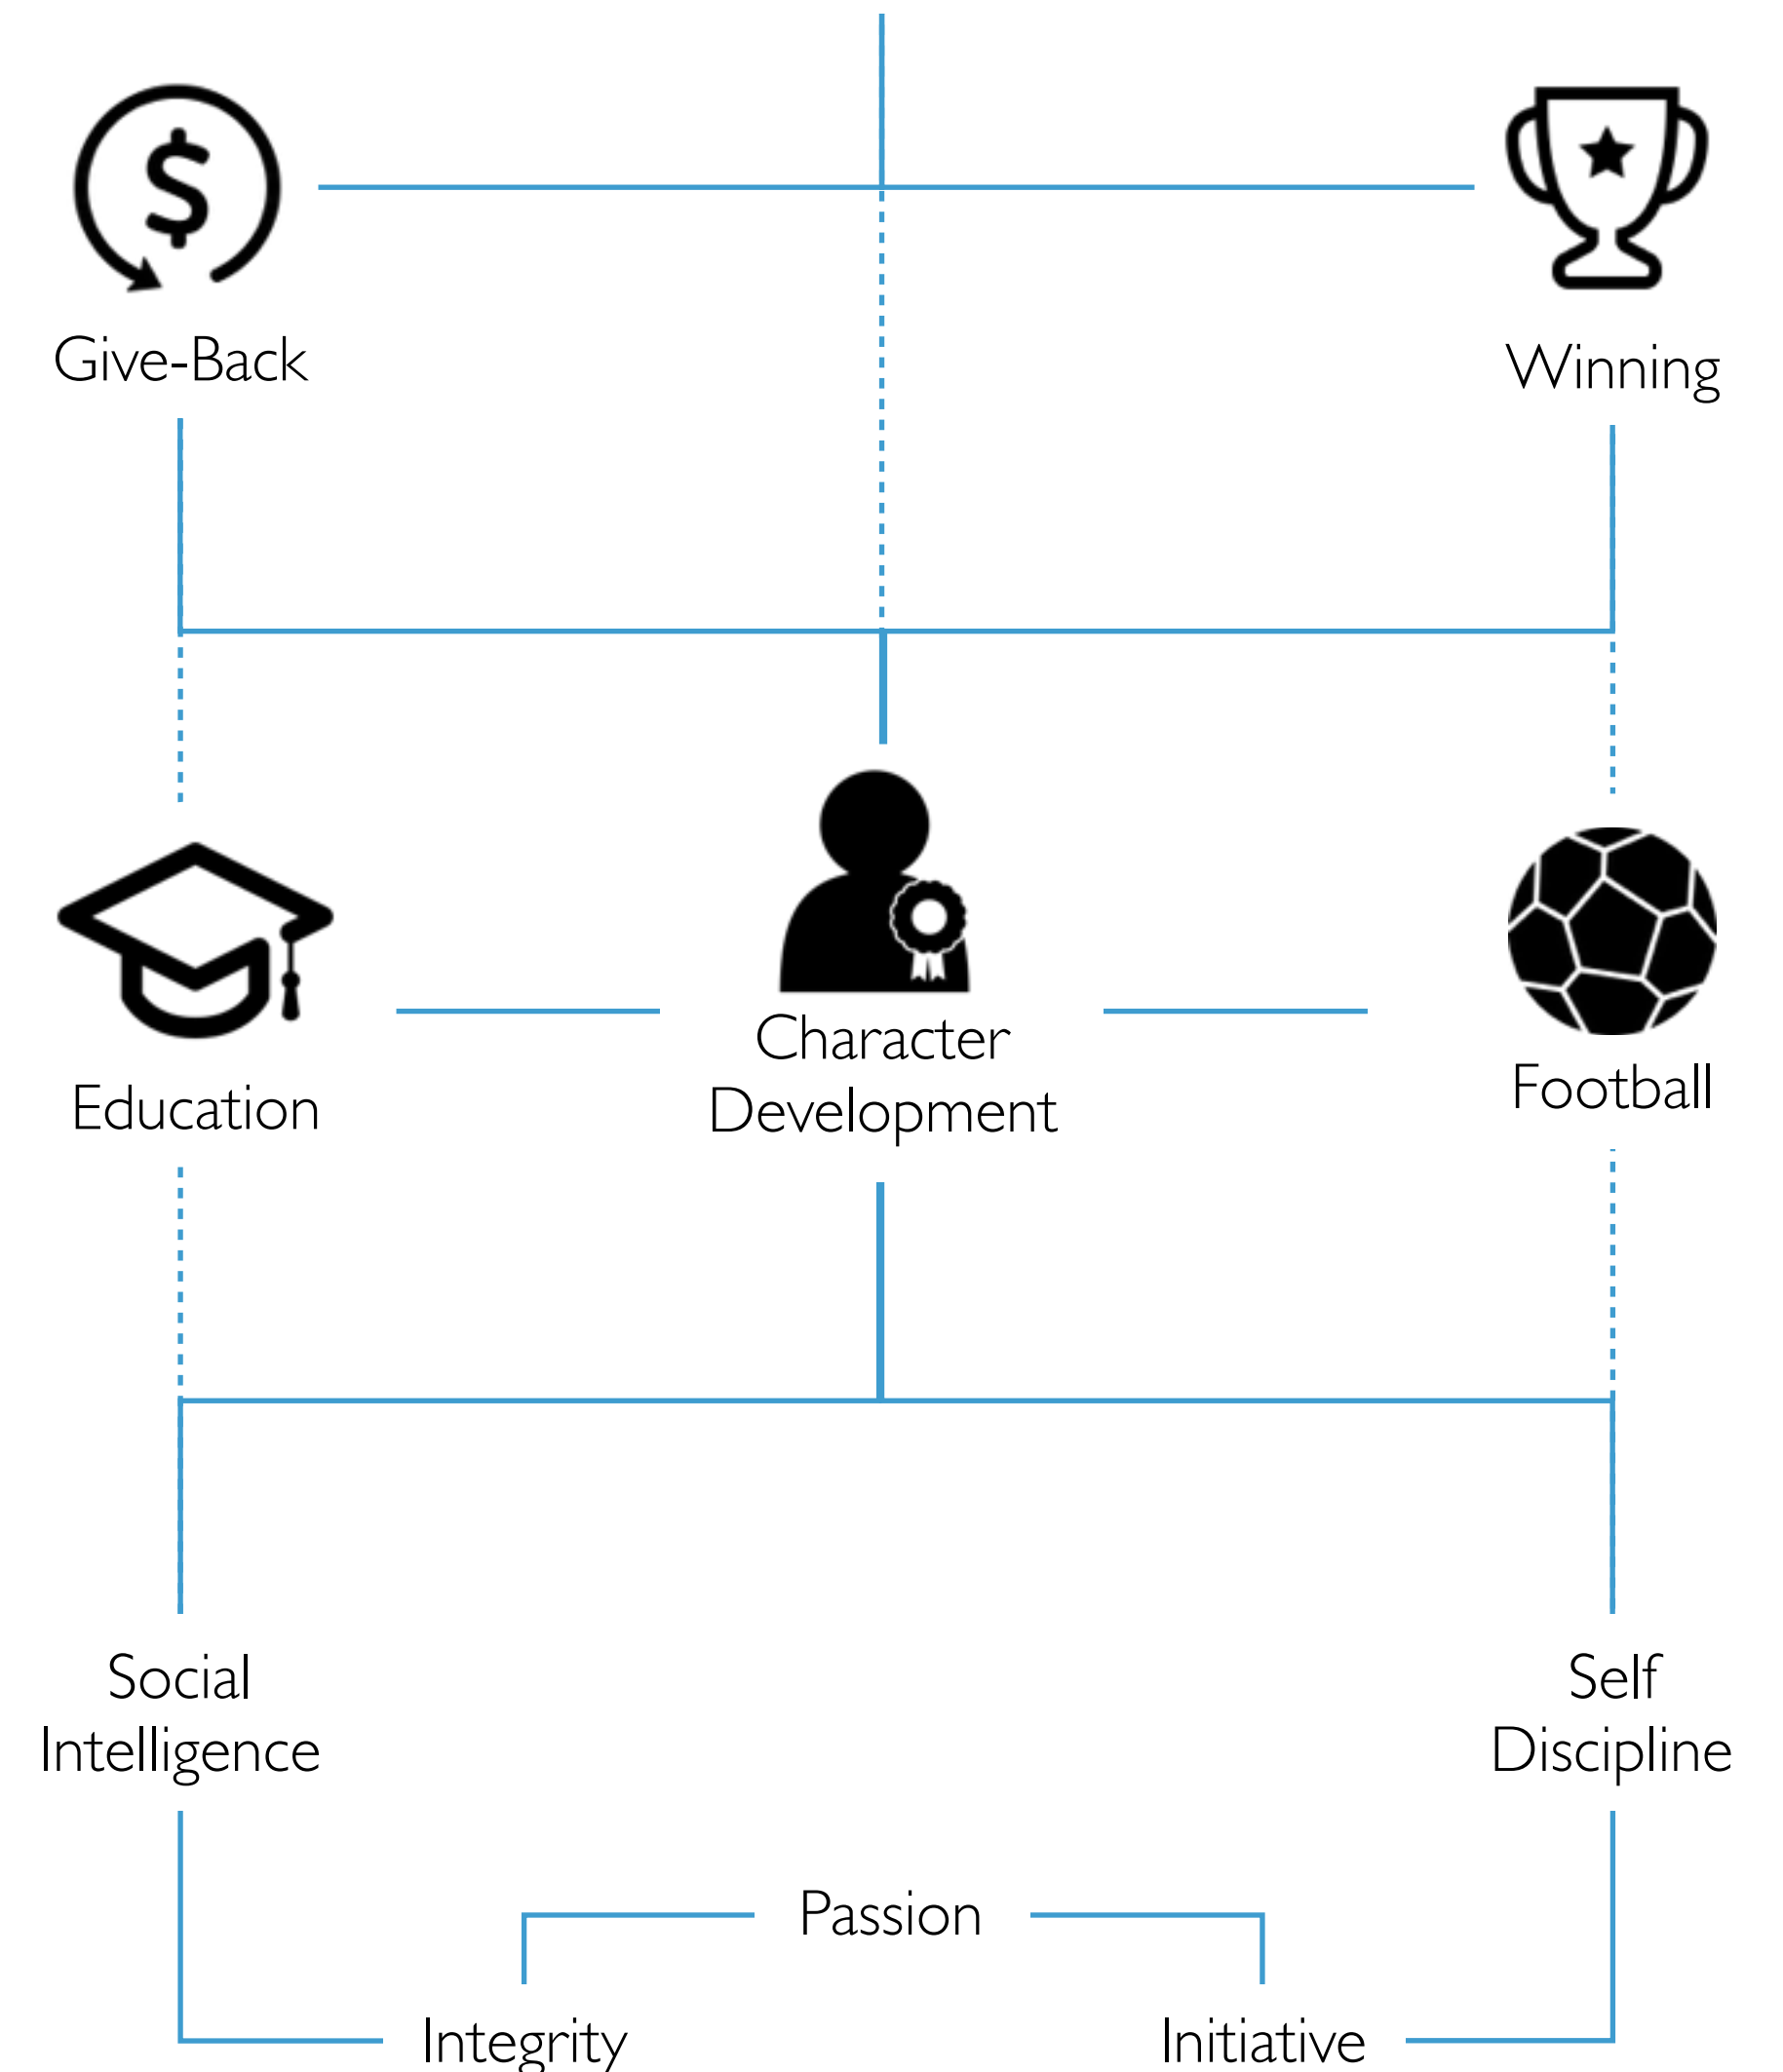 Give-Back
Winning
Character
Development
Education
Football
Social
Intelligence
Self
Discipline
Passion
Integrity
Initiative